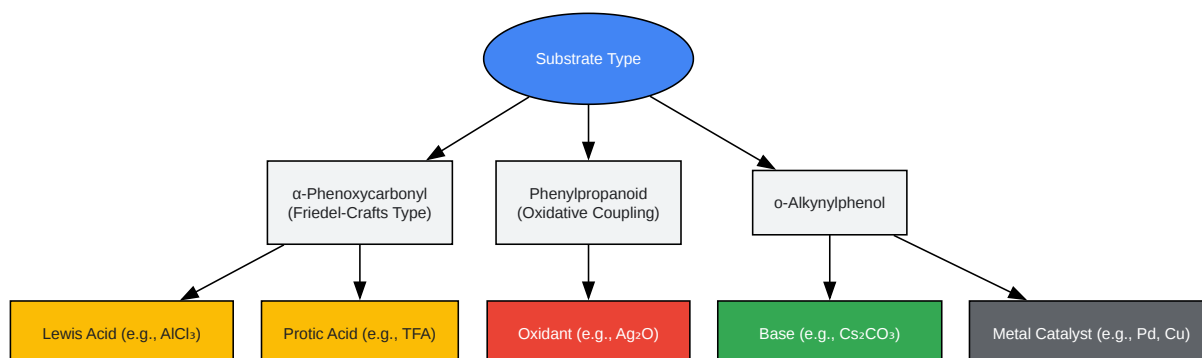 Substrate Type
α-Phenoxycarbonyl
(Friedel-Crafts Type)
Phenylpropanoid
(Oxidative Coupling)
o-Alkynylphenol
Lewis Acid (e.g., AlCl₃)
Protic Acid (e.g., TFA)
Oxidant (e.g., Ag₂O)
Base (e.g., Cs₂CO₃)
Metal Catalyst (e.g., Pd, Cu)